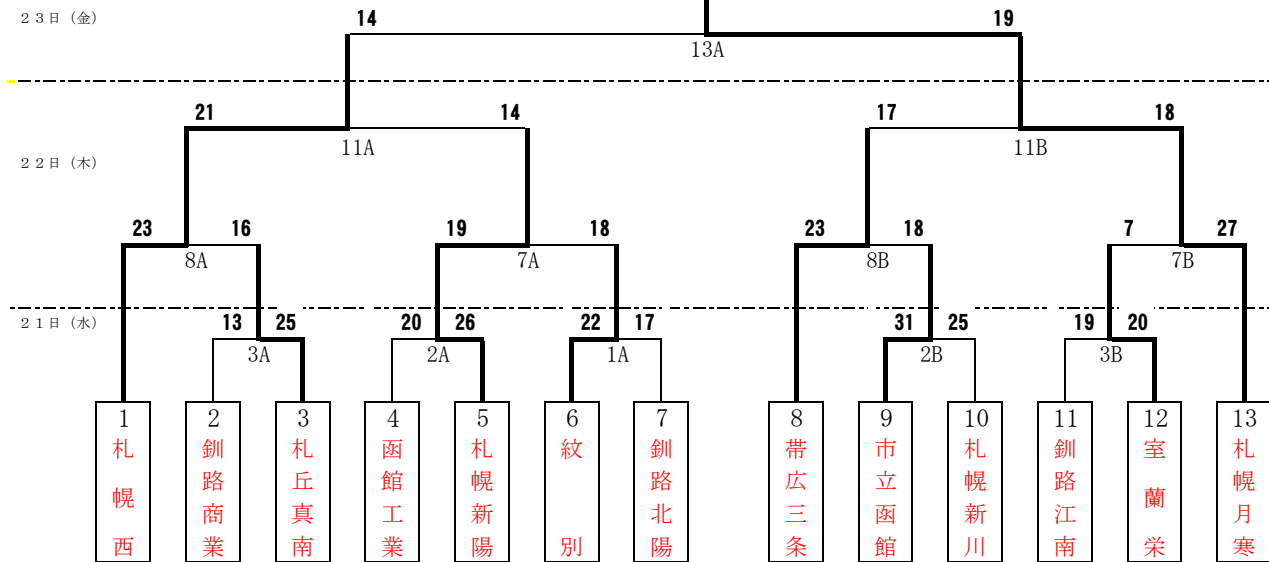 ２３日（金）
14
19
13A
21
14
17
18
11A
11B
２２日（木）
23
16
19
18
23
18
7
27
8A
7A
8B
7B
２１日（水）
13
25
20
26
22
17
31
25
19
20
3A
2A
1A
2B
3B
1
札幌西
2
釧路商業
3
札丘真南
4
函館工業
5
札幌新陽
6
紋別
7
釧路北陽
8
帯広三条
9
市立函館
10
札幌新川
11
釧路江南
12
室蘭栄
13
札幌月寒